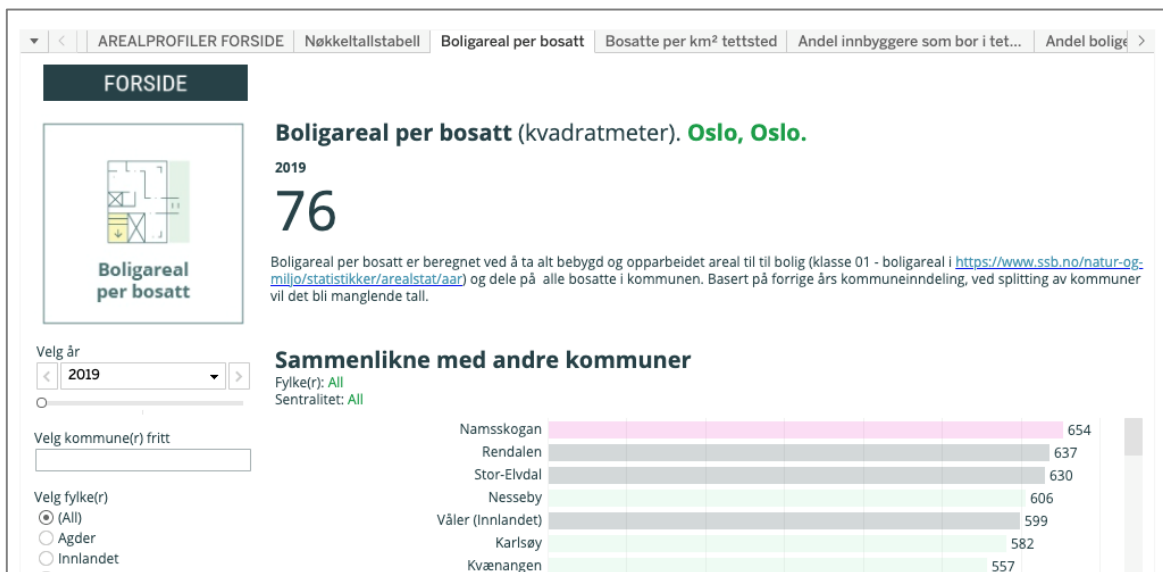 AREALPROFILER FORSIDE Nøkkeltallstabell Boligareal per bosatt Bosatte per km² tettsted Andel innbyggere som bor i tet... Andel bolige
FORSIDE
Boligareal
per bosatt
Boligareal per bosatt (kvadratmeter). Oslo, Oslo.
2019
76
Boligareal per bosatt er beregnet ved å ta alt bebygd og opparbeidet areal til til bolig (klasse 01 - boligareal i https://www.ssb.no/natur-og-
miljo/statistikker/arealstat/aar) og dele på alle bosatte i kommunen. Basert på forrige års kommuneinndeling, ved splitting av kommuner
vil det bli manglende tall.
Velg år
2019
Velg kommune(r) fritt
Velg fylke(r)
(All)
Agder
Innlandet
Sammenlikne med andre kommuner
Fylke(r): All
Sentralitet: All
Namsskogan 654
Rendalen 637
Stor-Elvdal 630
Nesseby 606
Våler (Innlandet) 599
Karlsøy 582
Kvænangen 557